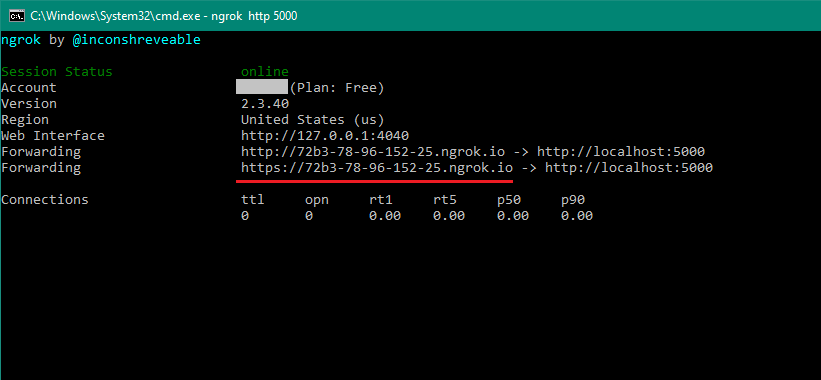 C:\Windows\System32\cmd.exe - ngrok http 5000
ngrok by @inconshreveable
Session Status online
Account (Plan: Free)
Version 2.3.40
Region United States (us)
Web Interface http://127.0.0.1:4040
Forwarding http://72b3-78-96-152-25.ngrok.io -> http://localhost:5000
Forwarding https://72b3-78-96-152-25.ngrok.io -> http://localhost:5000
Connections ttl opn rt1 rt5 p50 p90
0 0 0.00 0.00 0.00 0.00